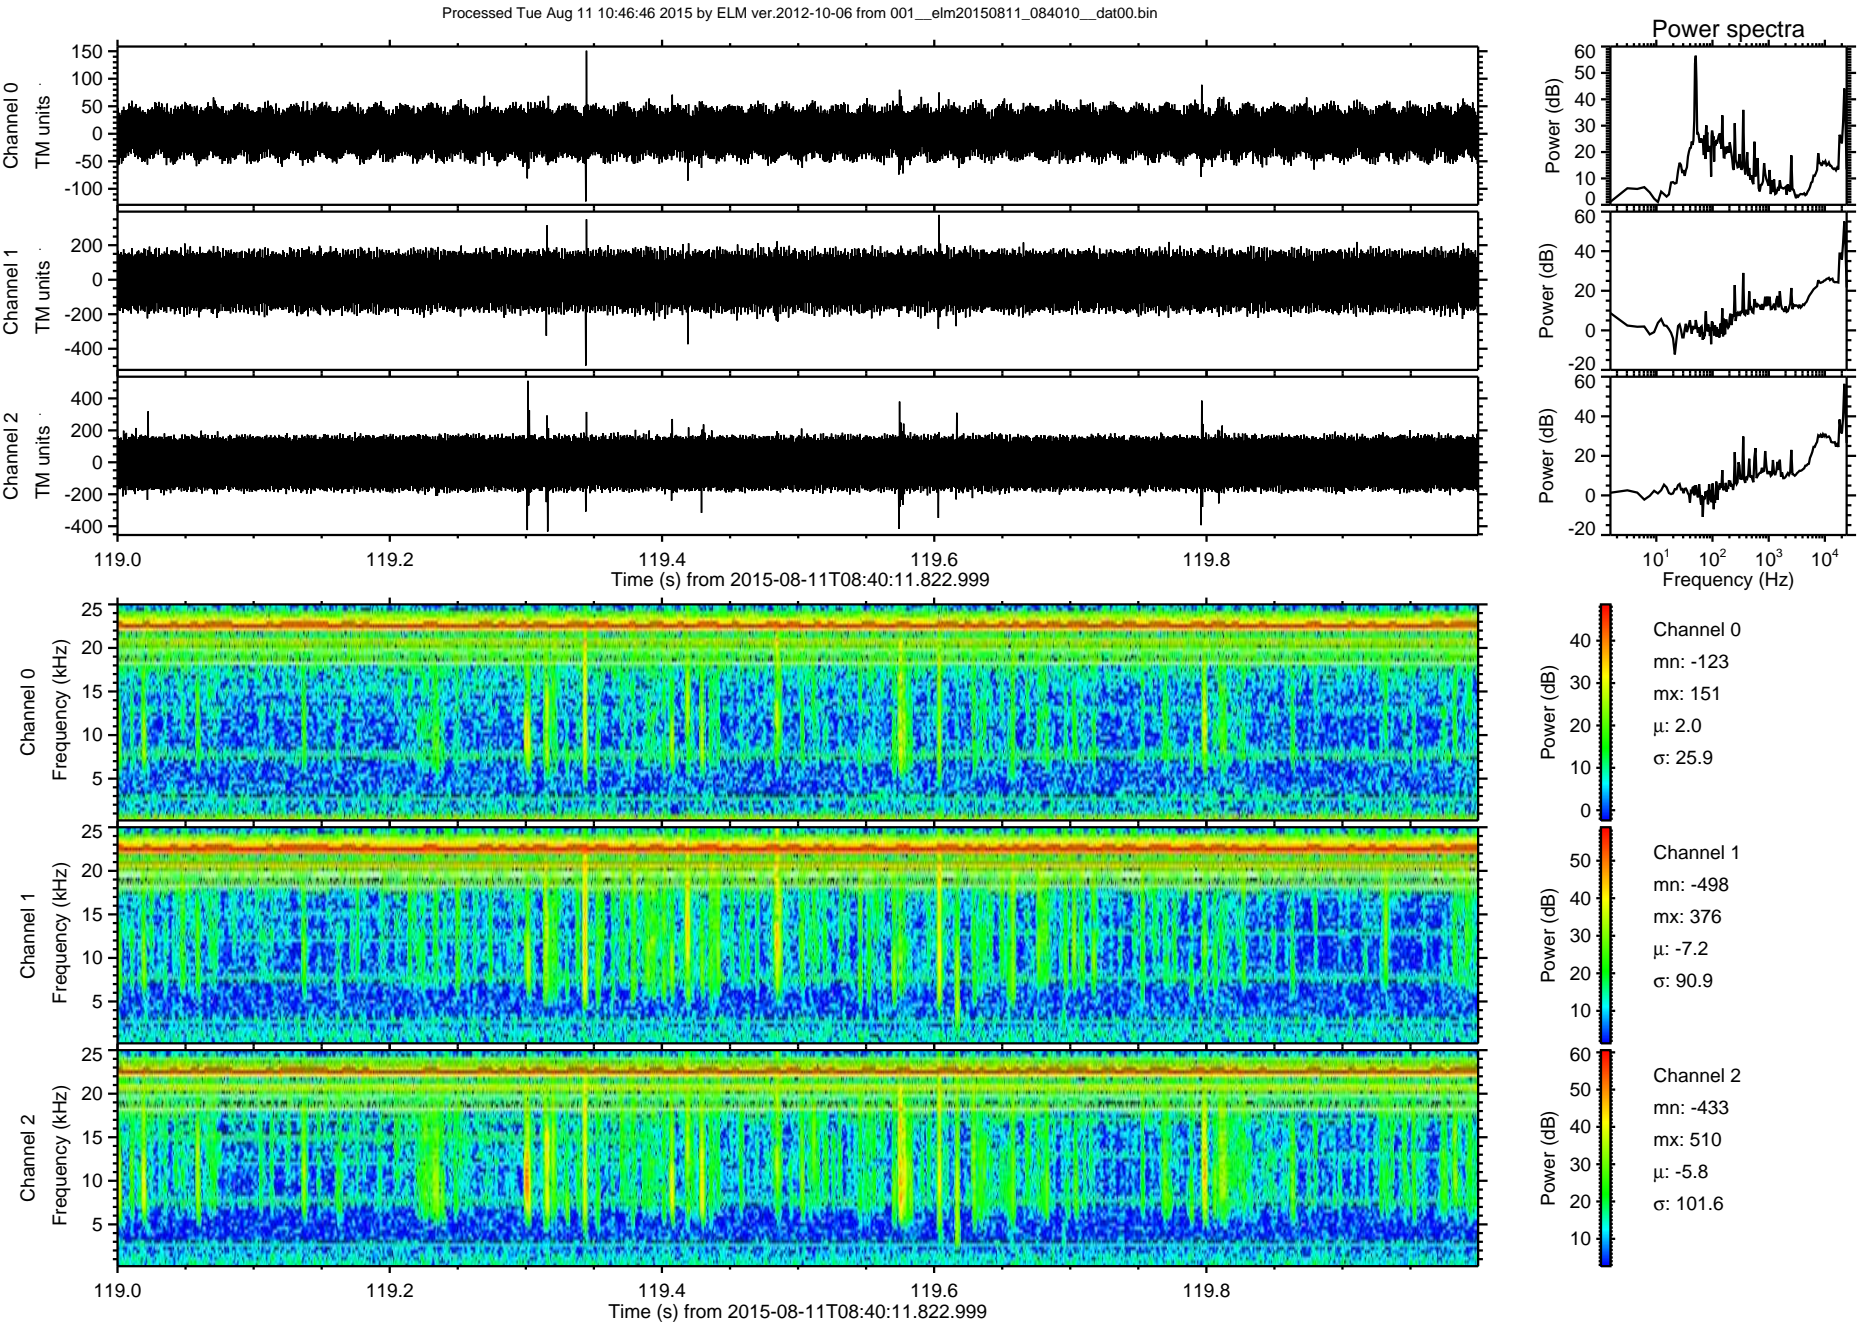 Processed Tue Aug 11 10:46:46 2015 by ELM ver.2012-10-06 from 001__elm20150811_084010__dat00.bin
Power spectra
Channel 0
TM units
150
100
50
0
-50
-100
Power (dB)
60
50
40
30
20
10
0
Channel 1
TM units
200
0
-200
-400
Power (dB)
60
40
20
0
-20
Channel 2
TM units
400
200
0
-200
-400
Power (dB)
60
40
20
0
-20
119.0 119.2 119.4 119.6 119.8
Time (s) from 2015-08-11T08:40:11.822.999
10^1 10^2 10^3 10^4
Frequency (Hz)
Channel 0
Frequency (kHz)
25
20
15
10
5
Power (dB)
40
30
20
10
0
Channel 0
mn: -123
mx: 151
μ: 2.0
σ: 25.9
Channel 1
Frequency (kHz)
25
20
15
10
5
Power (dB)
50
40
30
20
10
Channel 1
mn: -498
mx: 376
μ: -7.2
σ: 90.9
Channel 2
Frequency (kHz)
25
20
15
10
5
Power (dB)
60
50
40
30
20
10
Channel 2
mn: -433
mx: 510
μ: -5.8
σ: 101.6
119.0 119.2 119.4 119.6 119.8
Time (s) from 2015-08-11T08:40:11.822.999